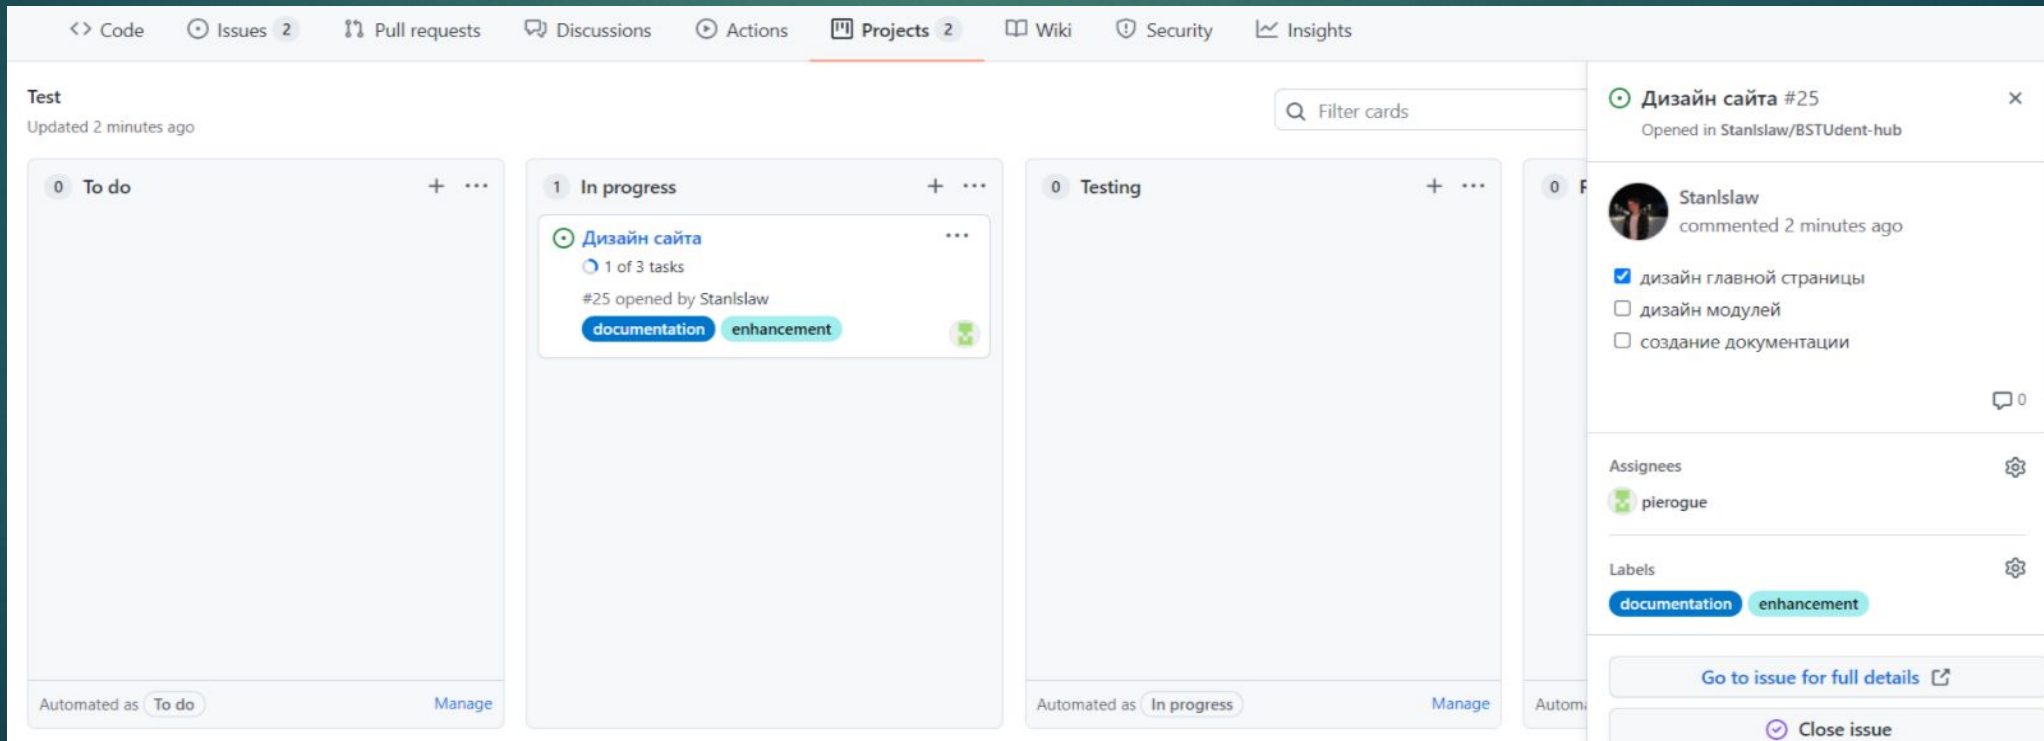 Code Issues 2 Pull requests Discussions Actions Projects 2 Wiki Security Insights
Test
Updated 2 minutes ago
Filter cards
0 To do
Automated as To do Manage
1 In progress
Дизайн сайта
1 of 3 tasks
#25 opened by Stanlslaw
documentation enhancement
0 Testing
Automated as In progress Manage
0
Дизайн сайта #25
Opened in Stanlslaw/BSTUdent-hub
Stanlslaw
commented 2 minutes ago
дизайн главной страницы
дизайн модулей
создание документации
0
Assignees
pierogue
Labels
documentation enhancement
Go to issue for full details
Close issue